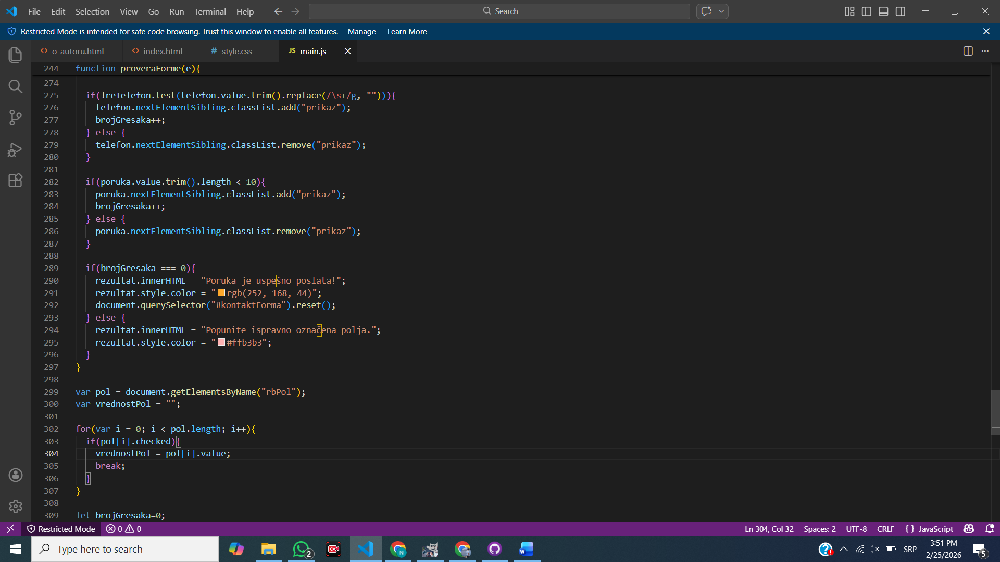 File Edit Selection View Go Run Terminal Help Search
Restricted Mode is intended for safe code browsing. Trust this window to enable all features. Manage Learn More
o-autoru.html index.html # style.css JS main.js
244 function proveraForme(e){
274
275 if(!reTelefon.test(telefon.value.trim().replace(/\s+/g, ""))){
276 telefon.nextElementSibling.classList.add("prikaz");
277 brojGresaka++;
278 } else {
279 telefon.nextElementSibling.classList.remove("prikaz");
280 }
281
282 if(poruka.value.trim().length < 10){
283 poruka.nextElementSibling.classList.add("prikaz");
284 brojGresaka++;
285 } else {
286 poruka.nextElementSibling.classList.remove("prikaz");
287 }
288
289 if(brojGresaka === 0){
290 rezultat.innerHTML = "Poruka je uspešno poslata!";
291 rezultat.style.color = "rgb(252, 168, 44)";
292 document.querySelector("#kontaktForma").reset();
293 } else {
294 rezultat.innerHTML = "Popunite ispravno označena polja.";
295 rezultat.style.color = "#ffb3b3";
296 }
297 }
298
299 var pol = document.getElementsByName("rbPol");
300 var vrednostPol = "";
301
302 for(var i = 0; i < pol.length; i++){
303 if(pol[i].checked){
304 vrednostPol = pol[i].value;
305 break;
306 }
307 }
308
309 let brojGresaka=0;
Restricted Mode 0 0 Ln 304, Col 32 Spaces: 2 UTF-8 CRLF {} JavaScript
Type here to search 2 N W SRP 3:51 PM
2/25/2026 5